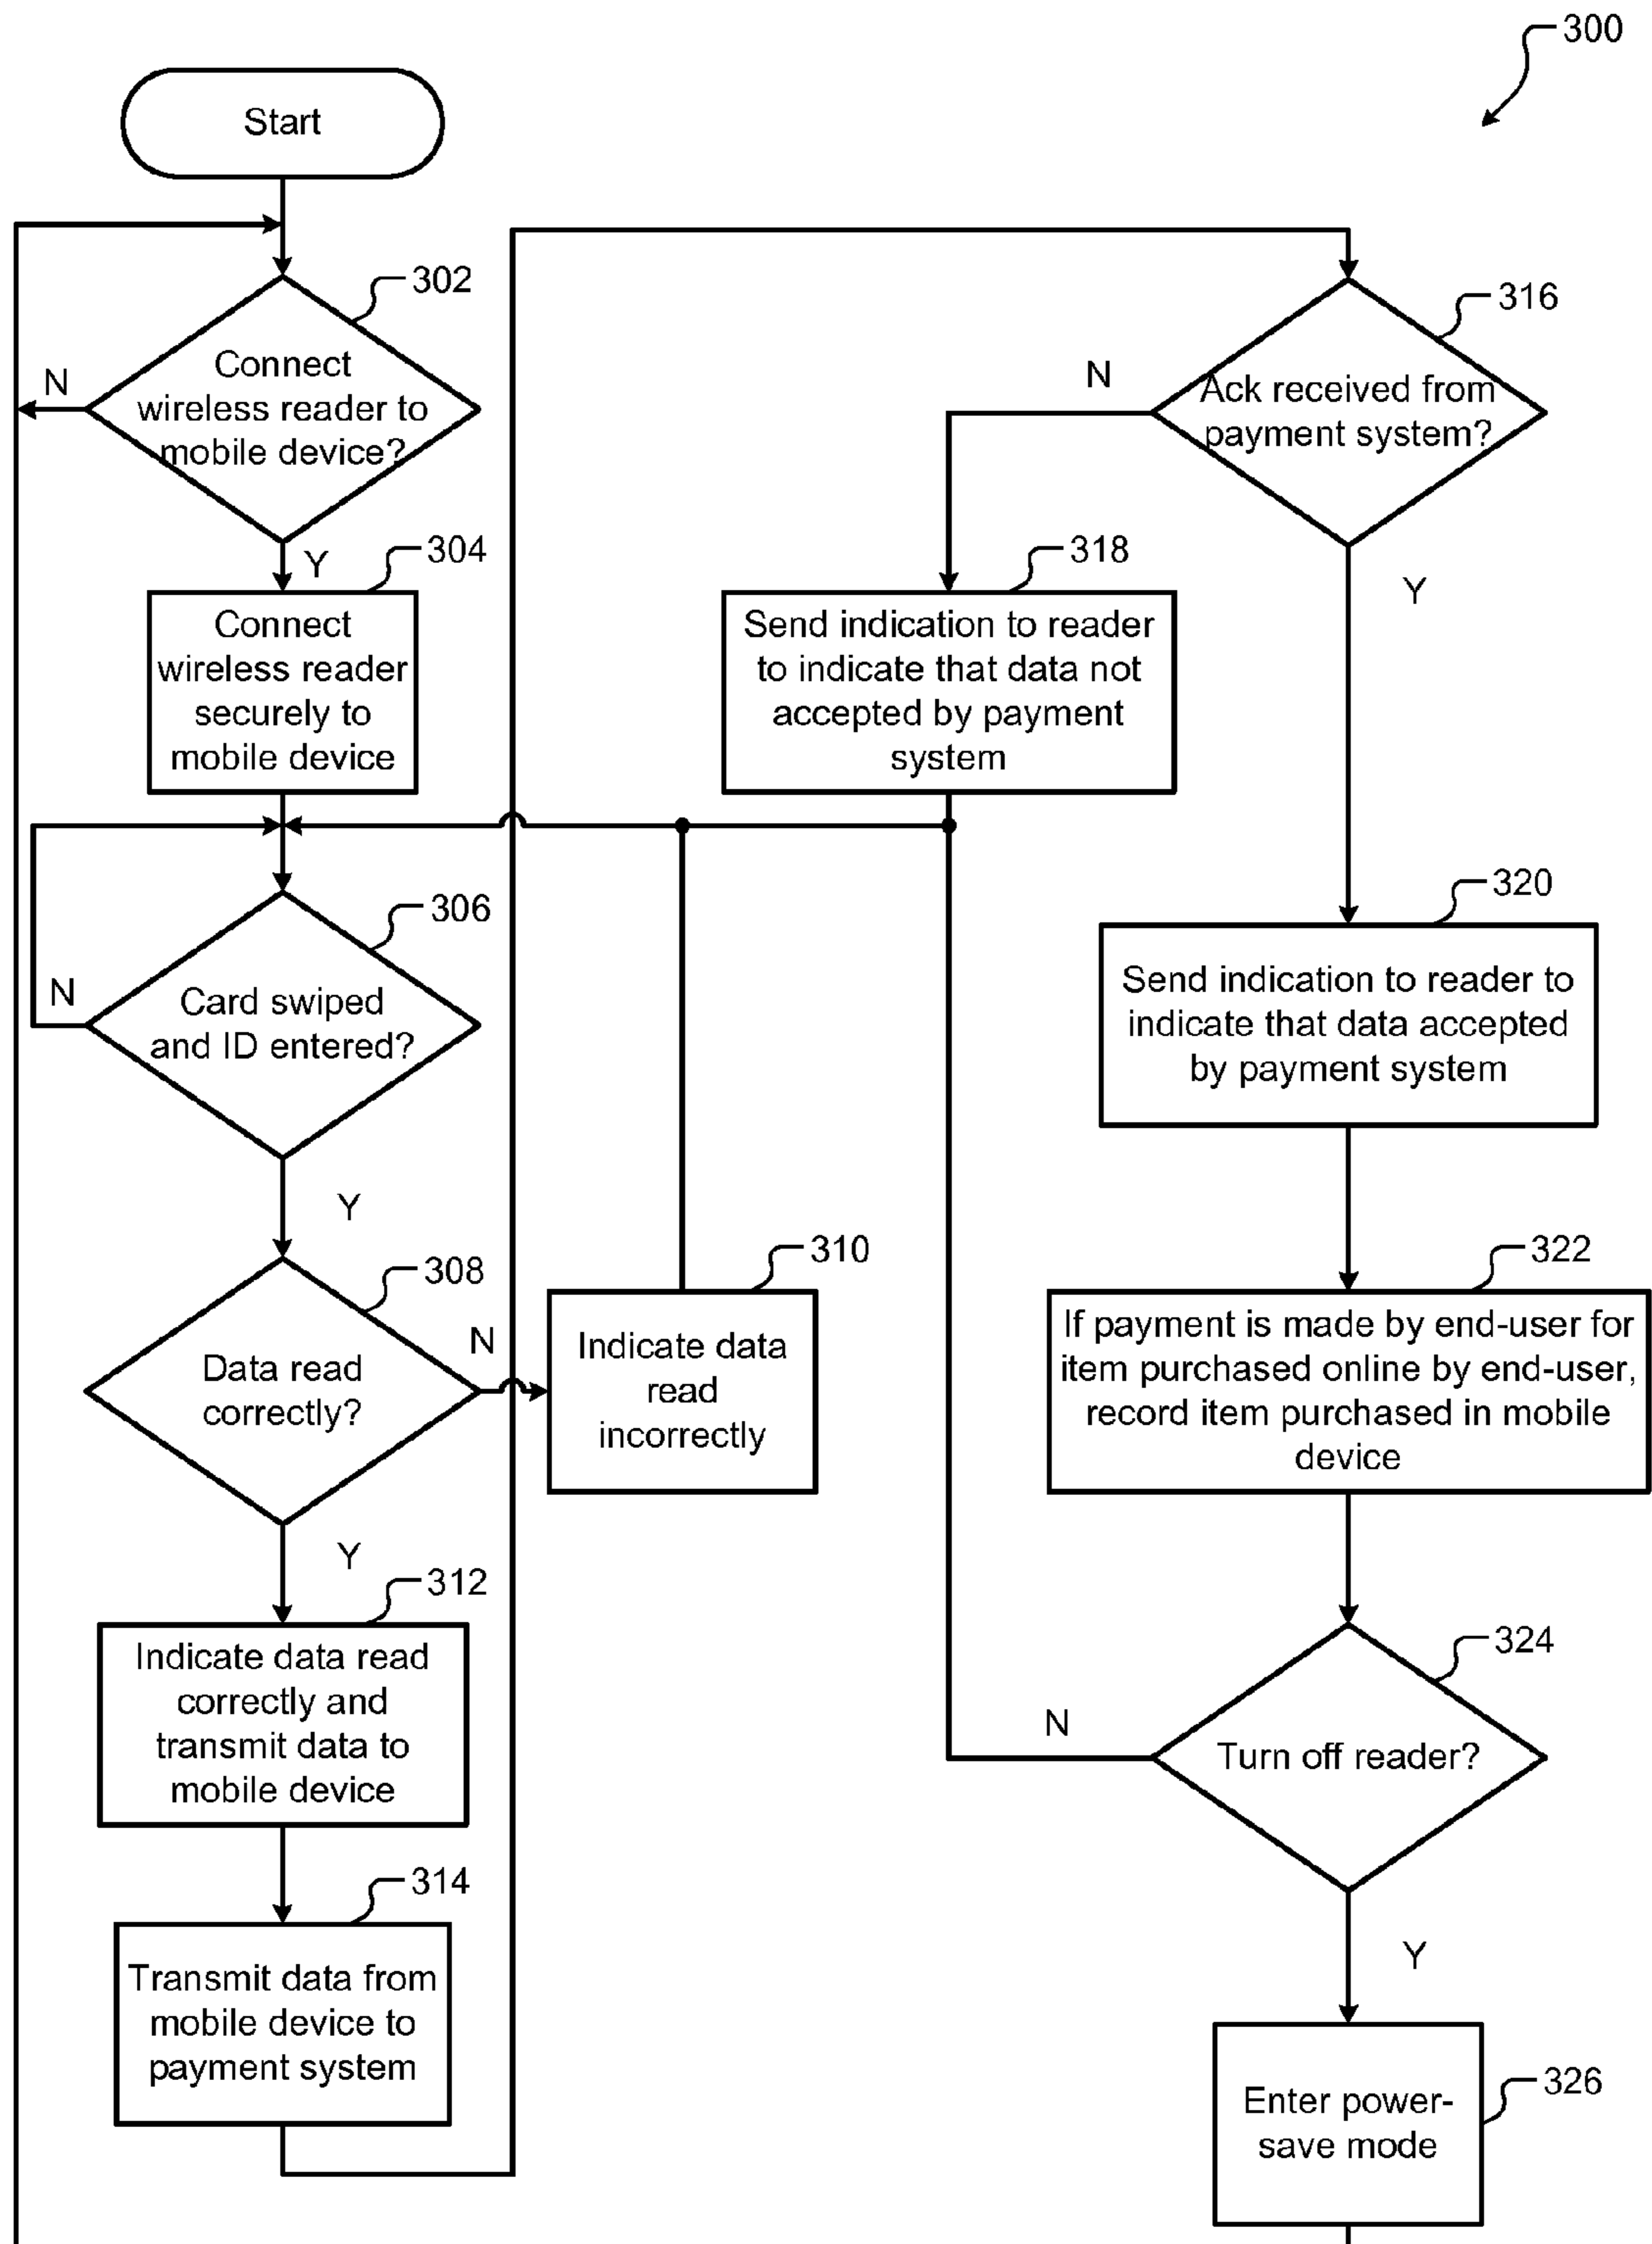 300
Start
302
Connect
wireless reader to
mobile device?
N
Y
304
Connect
wireless reader
securely to
mobile device
306
Card swiped
and ID entered?
N
Y
308
Data read
correctly?
N
Y
310
Indicate data
read
incorrectly
312
Indicate data read
correctly and
transmit data to
mobile device
314
Transmit data from
mobile device to
payment system
316
Ack received from
payment system?
N
Y
318
Send indication to reader
to indicate that data not
accepted by payment
system
320
Send indication to reader to
indicate that data accepted
by payment system
322
If payment is made by end-user for
item purchased online by end-user,
record item purchased in mobile
device
324
Turn off reader?
N
Y
326
Enter power-
save mode